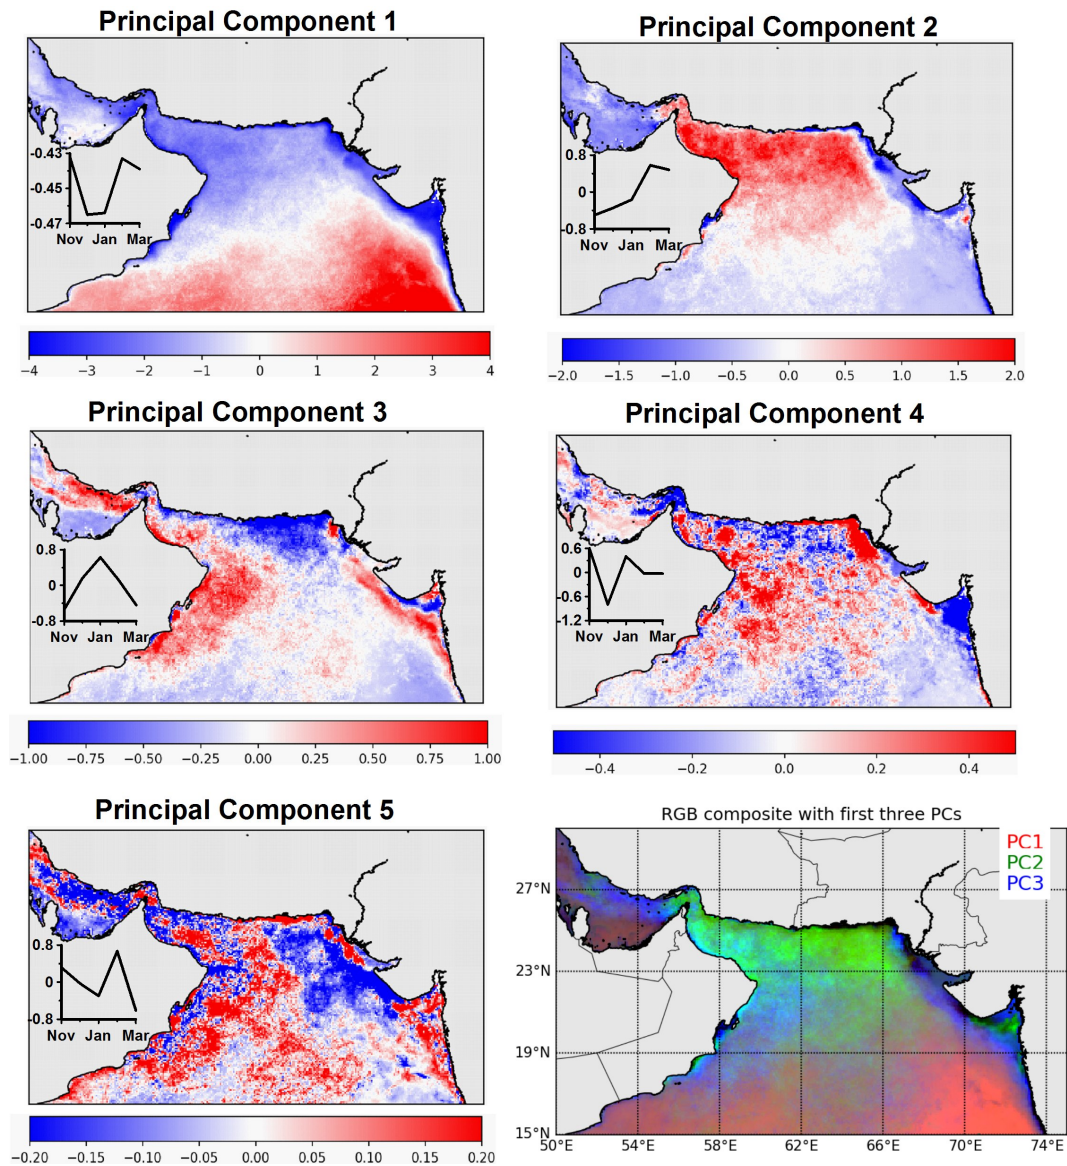 Principal Component 1
-0.43
-0.45
-0.47
Nov Jan Mar
−4 −3 −2 −1 0 1 2 3 4
Principal Component 2
0.8
0
-0.8
Nov Jan Mar
−2.0 −1.5 −1.0 −0.5 0.0 0.5 1.0 1.5 2.0
Principal Component 3
0.8
0
-0.8
Nov Jan Mar
−1.00 −0.75 −0.50 −0.25 0.00 0.25 0.50 0.75 1.00
Principal Component 4
0.6
-0.6
-1.2
Nov Jan Mar
−0.4 −0.2 0.0 0.2 0.4
Principal Component 5
0.8
0
-0.8
Nov Jan Mar
−0.20 −0.15 −0.10 −0.05 0.00 0.05 0.10 0.15 0.20
RGB composite with first three PCs
PC1
PC2
PC3
27°N
23°N
19°N
15°N
50°E 54°E 58°E 62°E 66°E 70°E 74°E